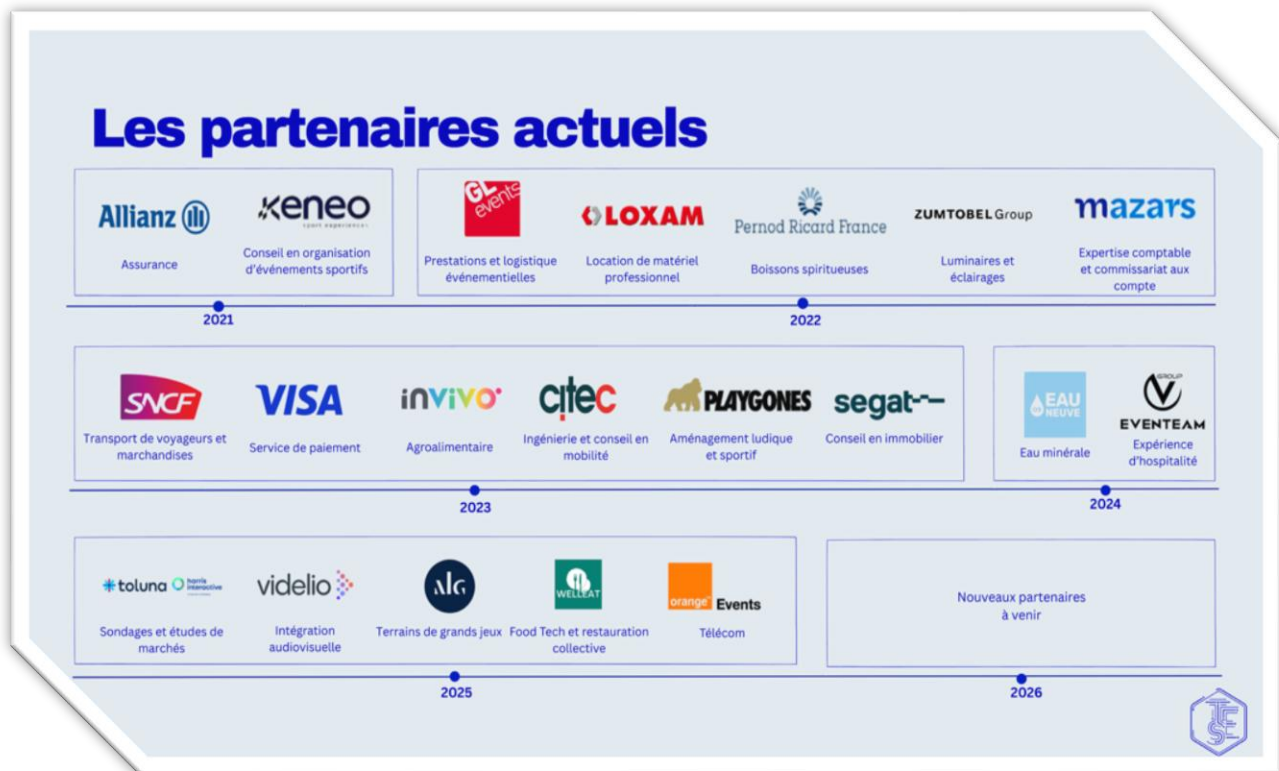 Les partenaires actuels
Allianz
Assurance
Keneo
sport experience
Conseil en organisation
d'événements sportifs
GL
events
Prestations et logistique
événementielles
LOXAM
Location de matériel
professionnel
Pernod Ricard France
Boissons spiritueuses
ZUMTOBEL Group
Luminaires et
éclairages
mazars
Expertise comptable
et commissariat aux
compte
2021
2022
SNCF
Transport de voyageurs et
marchandises
VISA
Service de paiement
invivo
Agroalimentaire
citec
Ingénierie et conseil en
mobilité
PLAYGONES
Aménagement ludique
et sportif
segat
Conseil en immobilier
EAU
NEUVE
Eau minérale
GROUP
V
EVENTEAM
Expérience
d'hospitalité
2023
2024
toluna
harris
interactive
Sondages et études de
marchés
videlio
Intégration
audiovisuelle
ALG
Terrains de grands jeux
WELLEAT
Food Tech et restauration
collective
orange™ Events
Télécom
Nouveaux partenaires
à venir
2025
2026